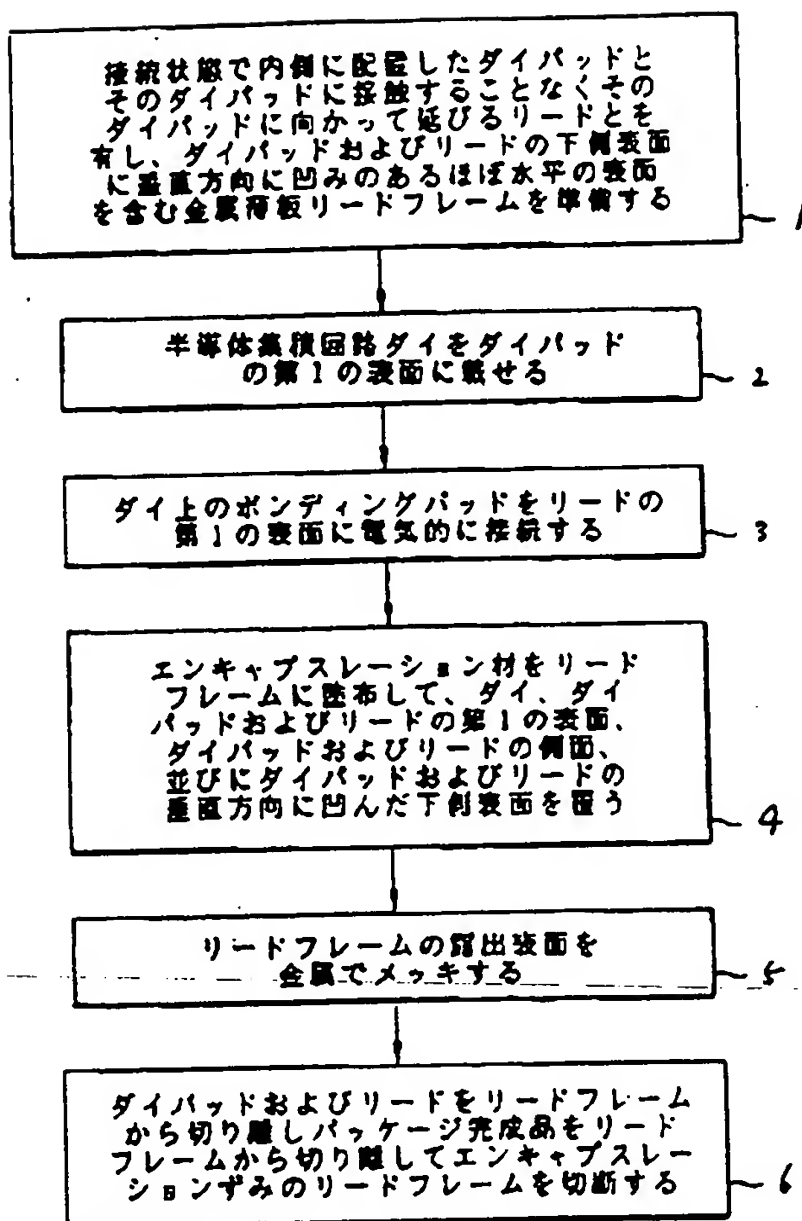 接続状態で内側に配置したダイパッドと
そのダイパッドに接触することなくその
ダイパッドに向かって延びるリードとを
有し、ダイパッドおよびリードの下側表面
に垂直方向に凹みのあるほぼ水平の表面
を含む金属薄板リードフレームを準備する
1
半導体集積回路ダイをダイパッド
の第1の表面に載せる
2
ダイ上のボンディングパッドをリードの
第1の表面に電気的に接続する
3
エンキャプスレーション材をリード
フレームに塗布して、ダイ、ダイ
パッドおよびリードの第1の表面、
ダイパッドおよびリードの側面、
並びにダイパッドおよびリードの
垂直方向に凹んだ下側表面を覆う
4
リードフレームの露出表面を
金属でメッキする
5
ダイパッドおよびリードをリードフレーム
から切り離しパッケージ完成品をリード
フレームから切り離してエンキャプスレー
ションずみのリードフレームを切断する
6